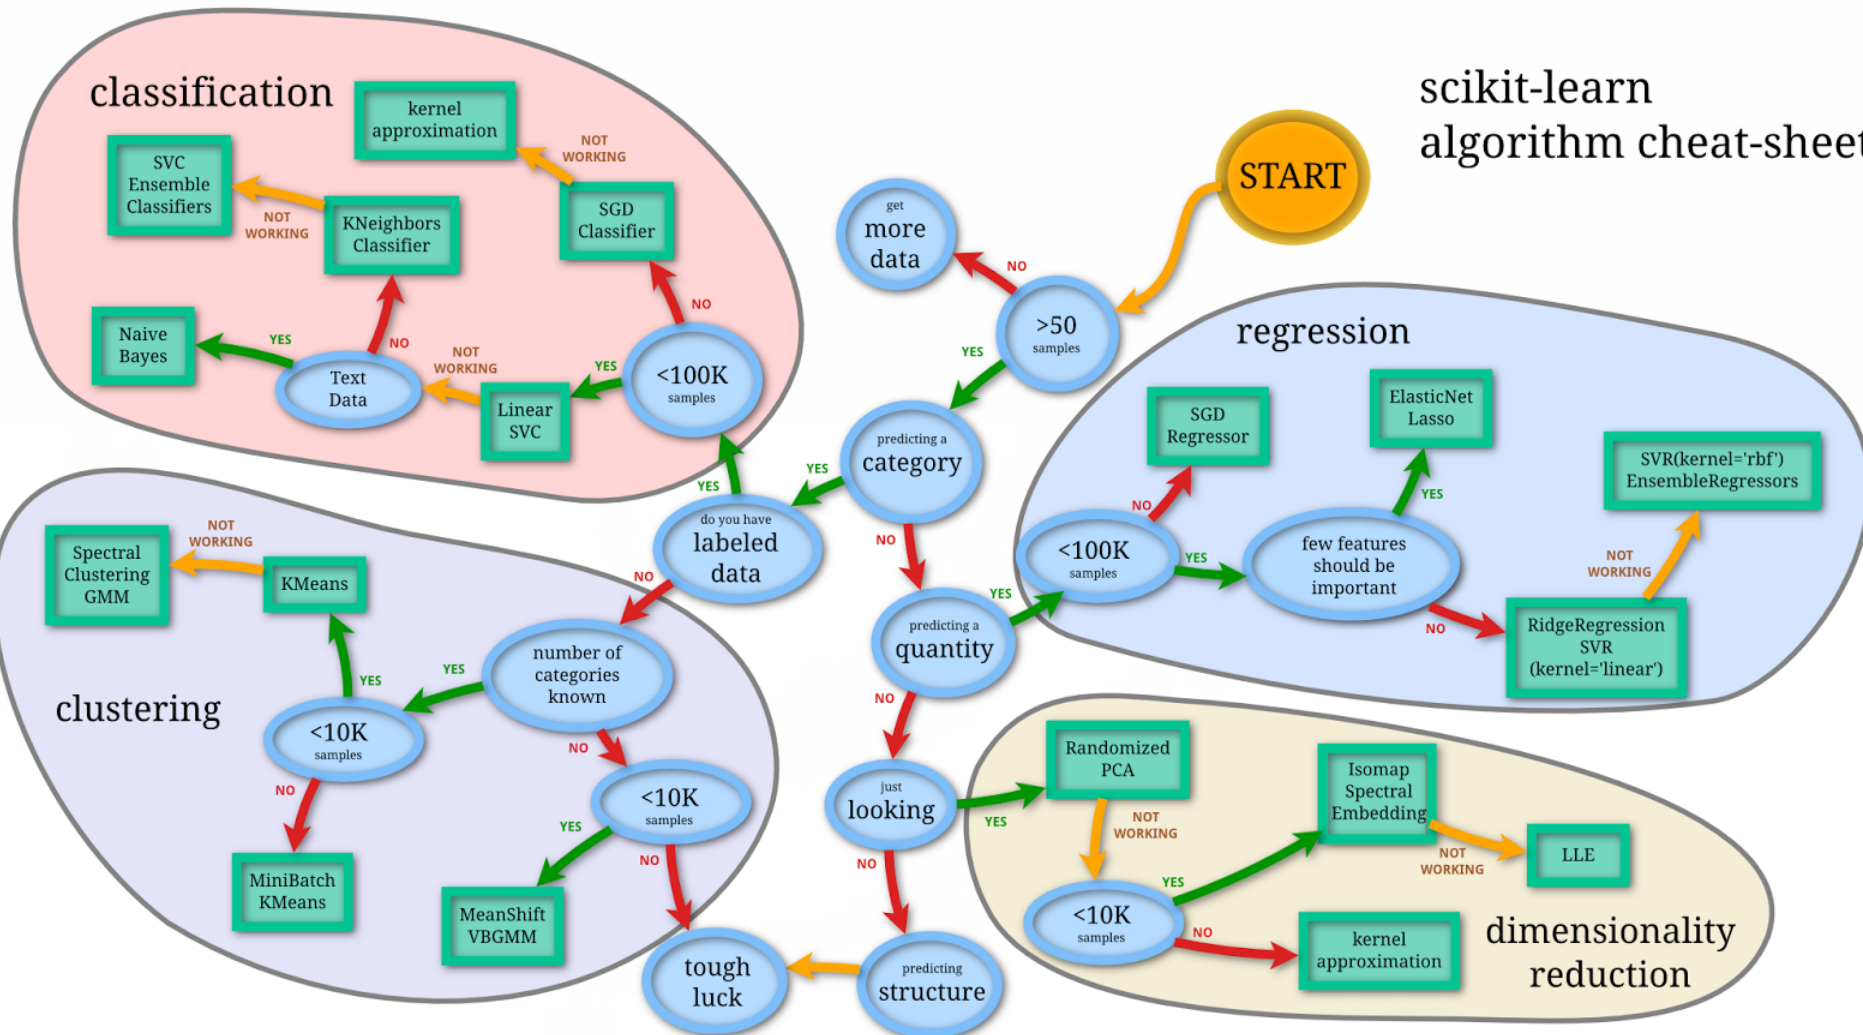 scikit-learn
algorithm cheat-sheet
START
get
more
data
NO
>50
samples
YES
predicting a
category
YES
NO
do you have
labeled
data
YES
NO
predicting a
quantity
YES
NO
just
looking
YES
NO
predicting
structure
tough
luck
classification
kernel
approximation
NOT
WORKING
SVC
Ensemble
Classifiers
NOT
WORKING
KNeighbors
Classifier
SGD
Classifier
NO
Naive
Bayes
YES
NO
Text
Data
NOT
WORKING
Linear
SVC
YES
<100K
samples
regression
SGD
Regressor
ElasticNet
Lasso
SVR(kernel='rbf')
EnsembleRegressors
NO
YES
<100K
samples
YES
few features
should be
important
NOT
WORKING
NO
RidgeRegression
SVR
(kernel='linear')
clustering
Spectral
Clustering
GMM
NOT
WORKING
KMeans
YES
<10K
samples
YES
number of
categories
known
NO
NO
<10K
samples
YES
NO
MiniBatch
KMeans
MeanShift
VBGMM
Randomized
PCA
NOT
WORKING
Isomap
Spectral
Embedding
NOT
WORKING
LLE
YES
<10K
samples
NO
kernel
approximation
dimensionality
reduction